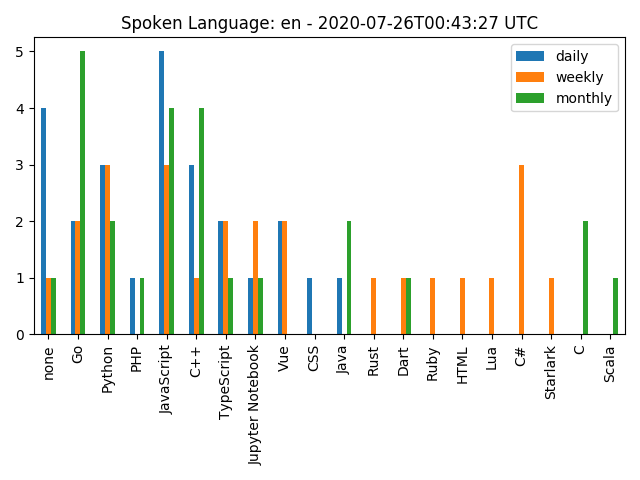 Spoken Language: en - 2020-07-26T00:43:27 UTC
daily
weekly
monthly
5
4
3
2
1
0
none
Go
Python
PHP
JavaScript
C++
TypeScript
Jupyter Notebook
Vue
CSS
Java
Rust
Dart
Ruby
HTML
Lua
C#
Starlark
C
Scala